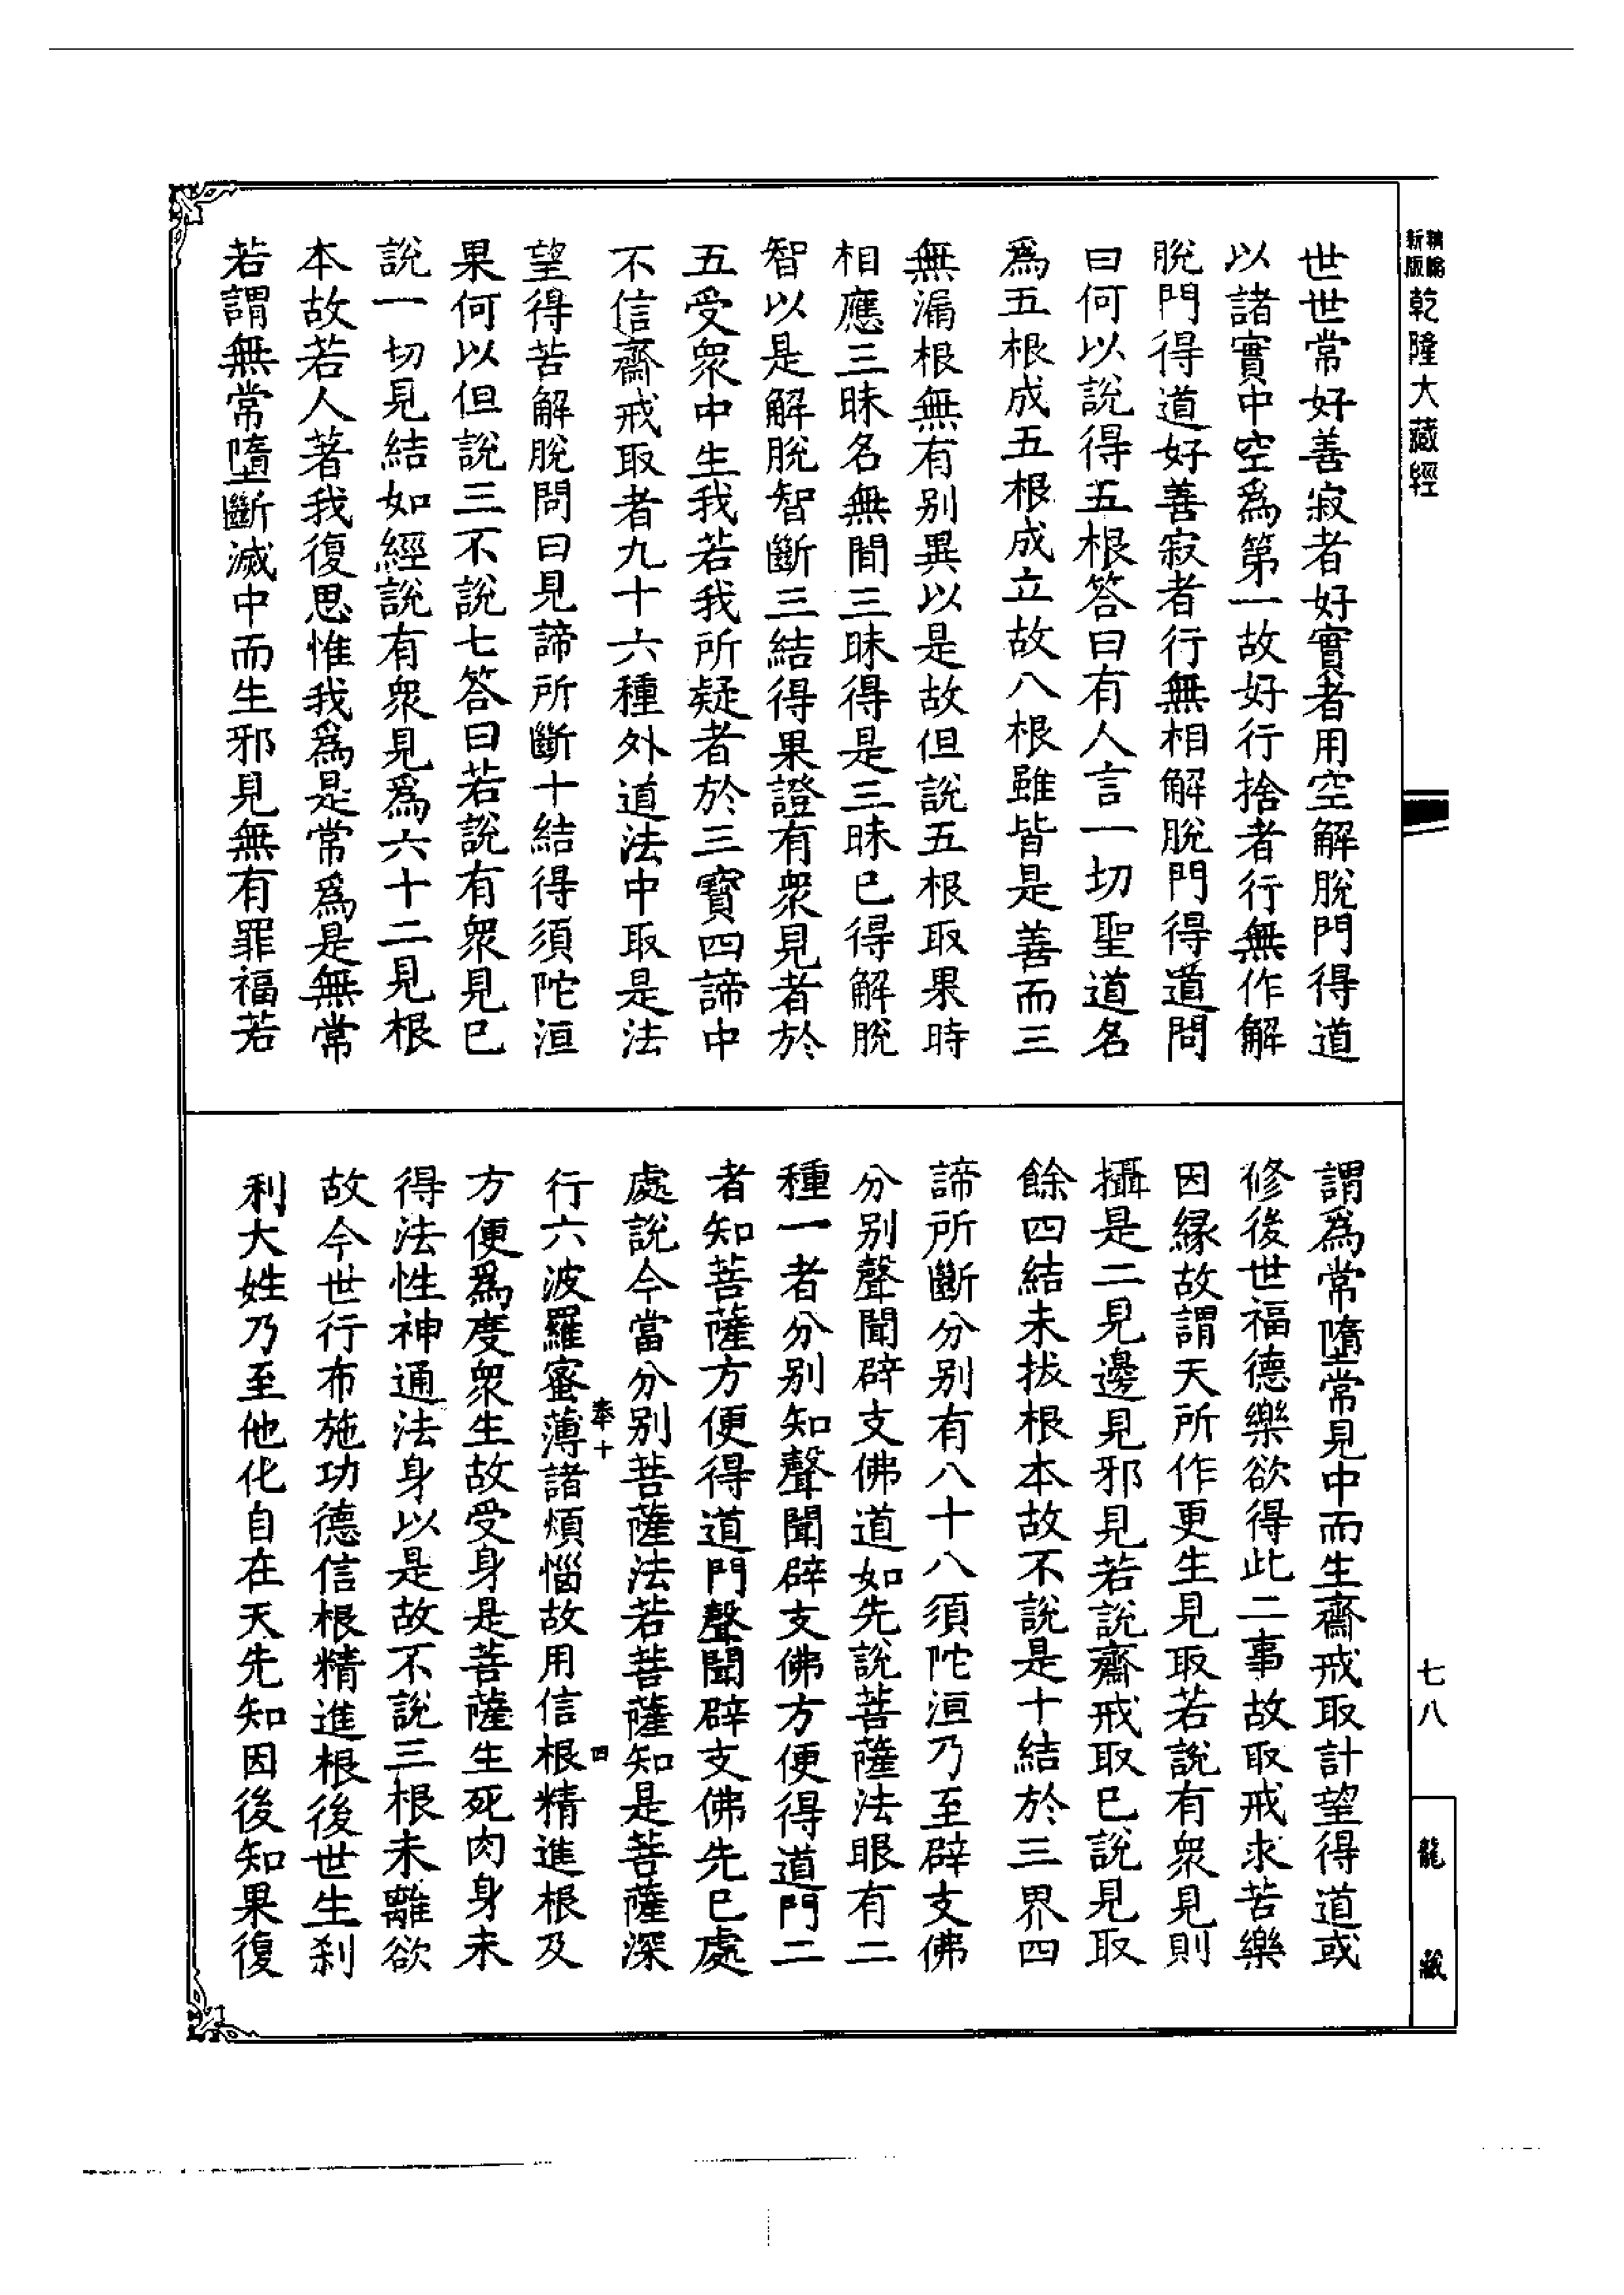 精縮新版乾隆大藏經
世世常好善寂者好實者用空解脫門得道
以諸實中空爲第一故好行捨者行無作解
脫門得道好善寂者行無相解脫門得道問
曰何以說得五根答曰有人言一切聖道名
爲五根成五根成立故八根雖皆是善而三
無漏根無有别異以是故但說五根取果時
相應三昧名無間三昧得是三昧已得解脫
智以是解脫智斷三結得果證有衆見者於
五受衆中生我若我所疑者於三寶四諦中
不信齋戒取者九十六種外道法中取是法
望得苦解脫問曰見諦所斷十結得須陀洹
果何以但說三不說七答曰若說有衆見已
說一切見結如經說有衆見爲六十二見根
本故若人著我復思惟我爲是常爲是無常
若謂無常墮斷滅中而生邪見無有罪福若
謂爲常墮常見中而生齋戒取計望得道或
修後世福德樂欲得此二事故取戒求苦樂
因緣故謂天所作更生見取若說有衆見則
攝是二見邊見邪見若說齋戒取已說見取
餘四結未拔根本故不說是十結於三界四
諦所斷分别有八十八須陀洹乃至辟支佛
分别聲聞辟支佛道如先說菩薩法眼有二
種一者分别知聲聞辟支佛方便得道門二
者知菩薩方便得道門聲聞辟支佛先已處
處說今當分别菩薩法若菩薩知是菩薩深
行六波羅蜜薄諸煩惱故用信根精進根及
方便爲度衆生故受身是菩薩生死肉身未
得法性神通法身以是故不說三根未離欲
故今世行布施功德信根精進根後世生刹
利大姓乃至他化自在天先知因後知果復
奉十
四
七八
龍藏